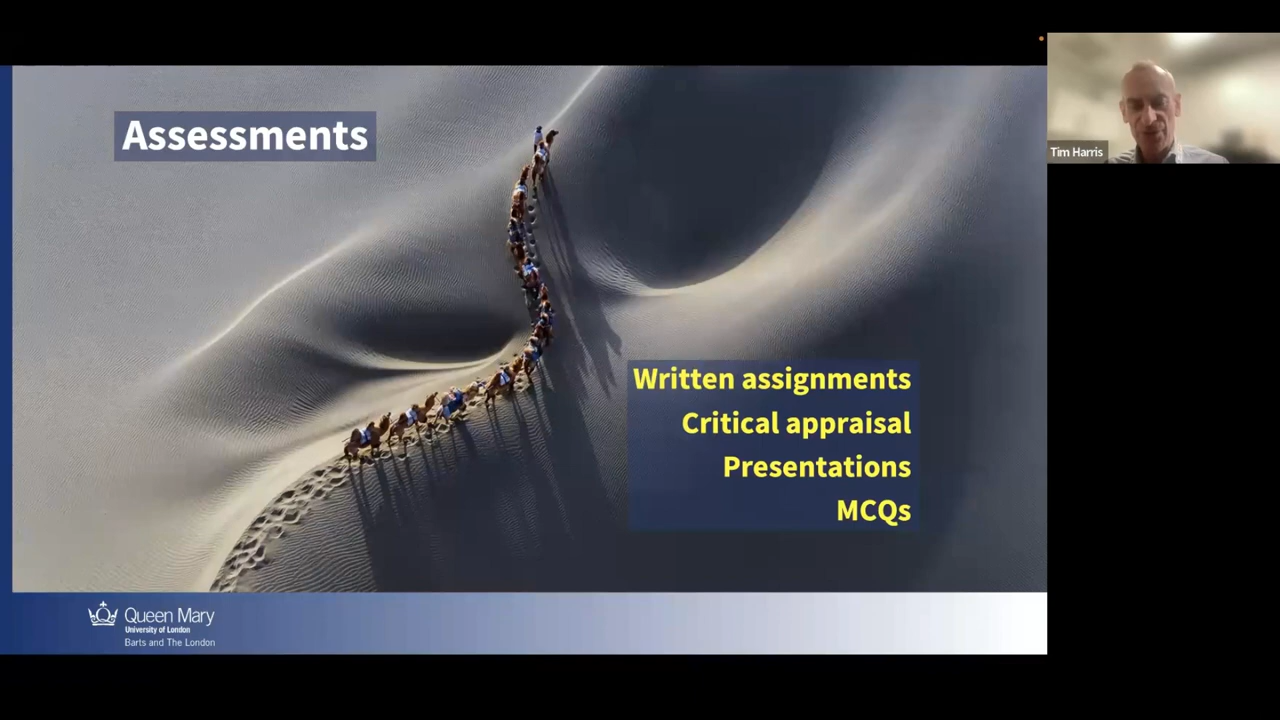 Assessments
Tim Harris
Written assignments
Critical appraisal
Presentations
MCQs
Queen Mary
University of London
Barts and The London